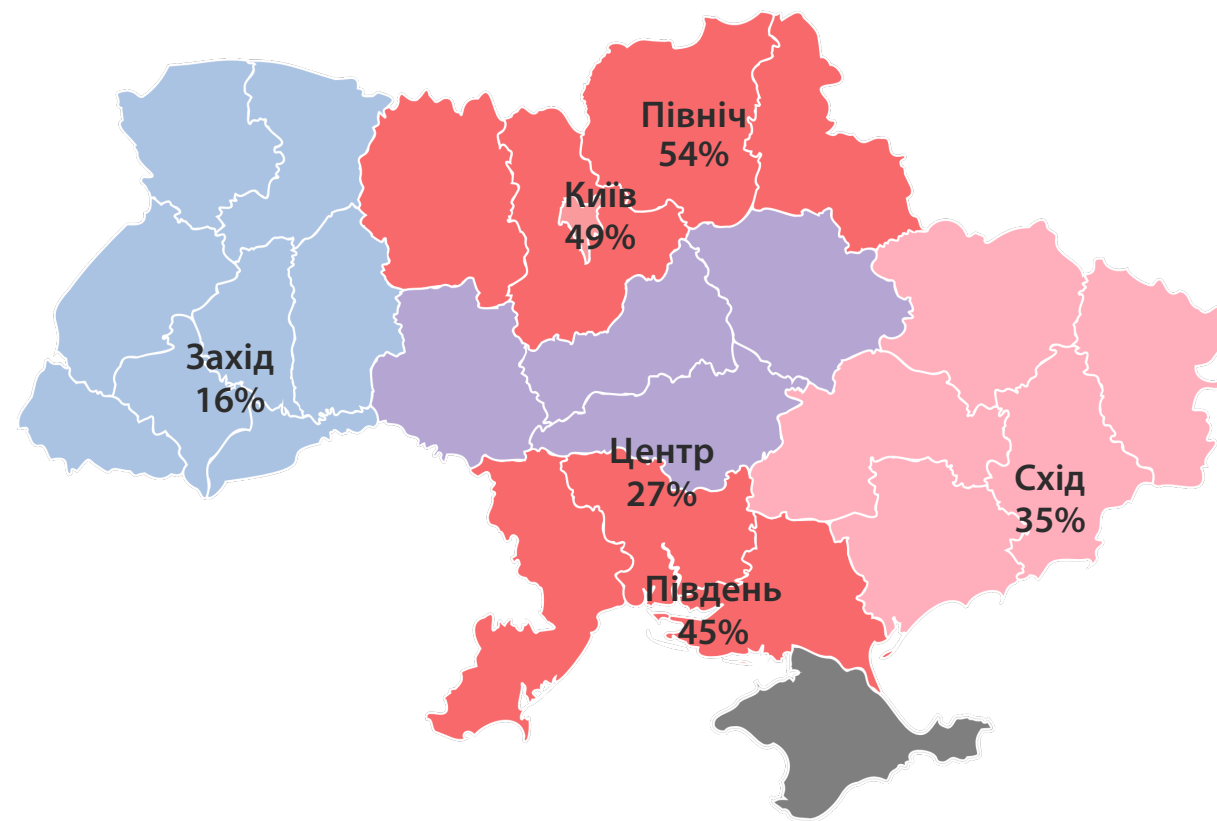 Північ
54%
Київ
49%
Захід
16%
Центр
27%
Схід
35%
Південь
45%